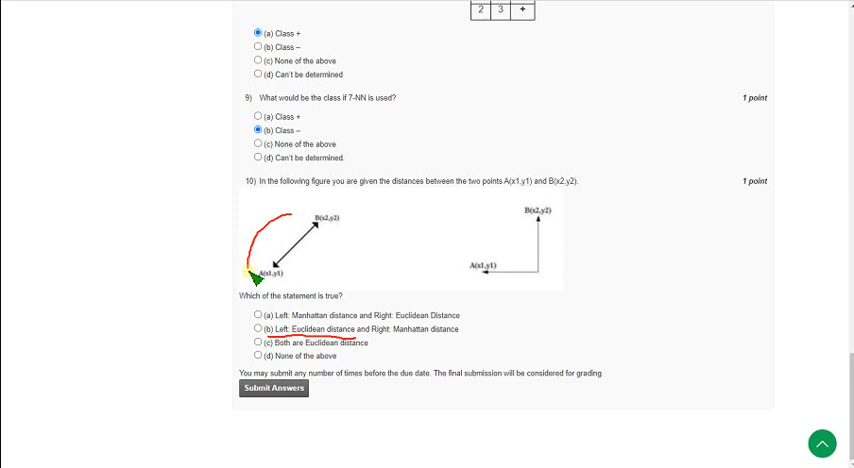 2 3 +
(a) Class +
(b) Class –
(c) None of the above
(d) Can't be determined
9) What would be the class if 7-NN is used? 1 point
(a) Class +
(b) Class –
(c) None of the above
(d) Can't be determined.
10) In the following figure you are given the distances between the two points A(x1,y1) and B(x2,y2). 1 point
B(x2,y2) B(x2,y2)
A(x1,y1)
A(x1,y1)
Which of the statement is true?
(a) Left: Manhattan distance and Right: Euclidean Distance
(b) Left: Euclidean distance and Right: Manhattan distance
(c) Both are Euclidean distance
(d) None of the above
You may submit any number of times before the due date. The final submission will be considered for grading.
Submit Answers